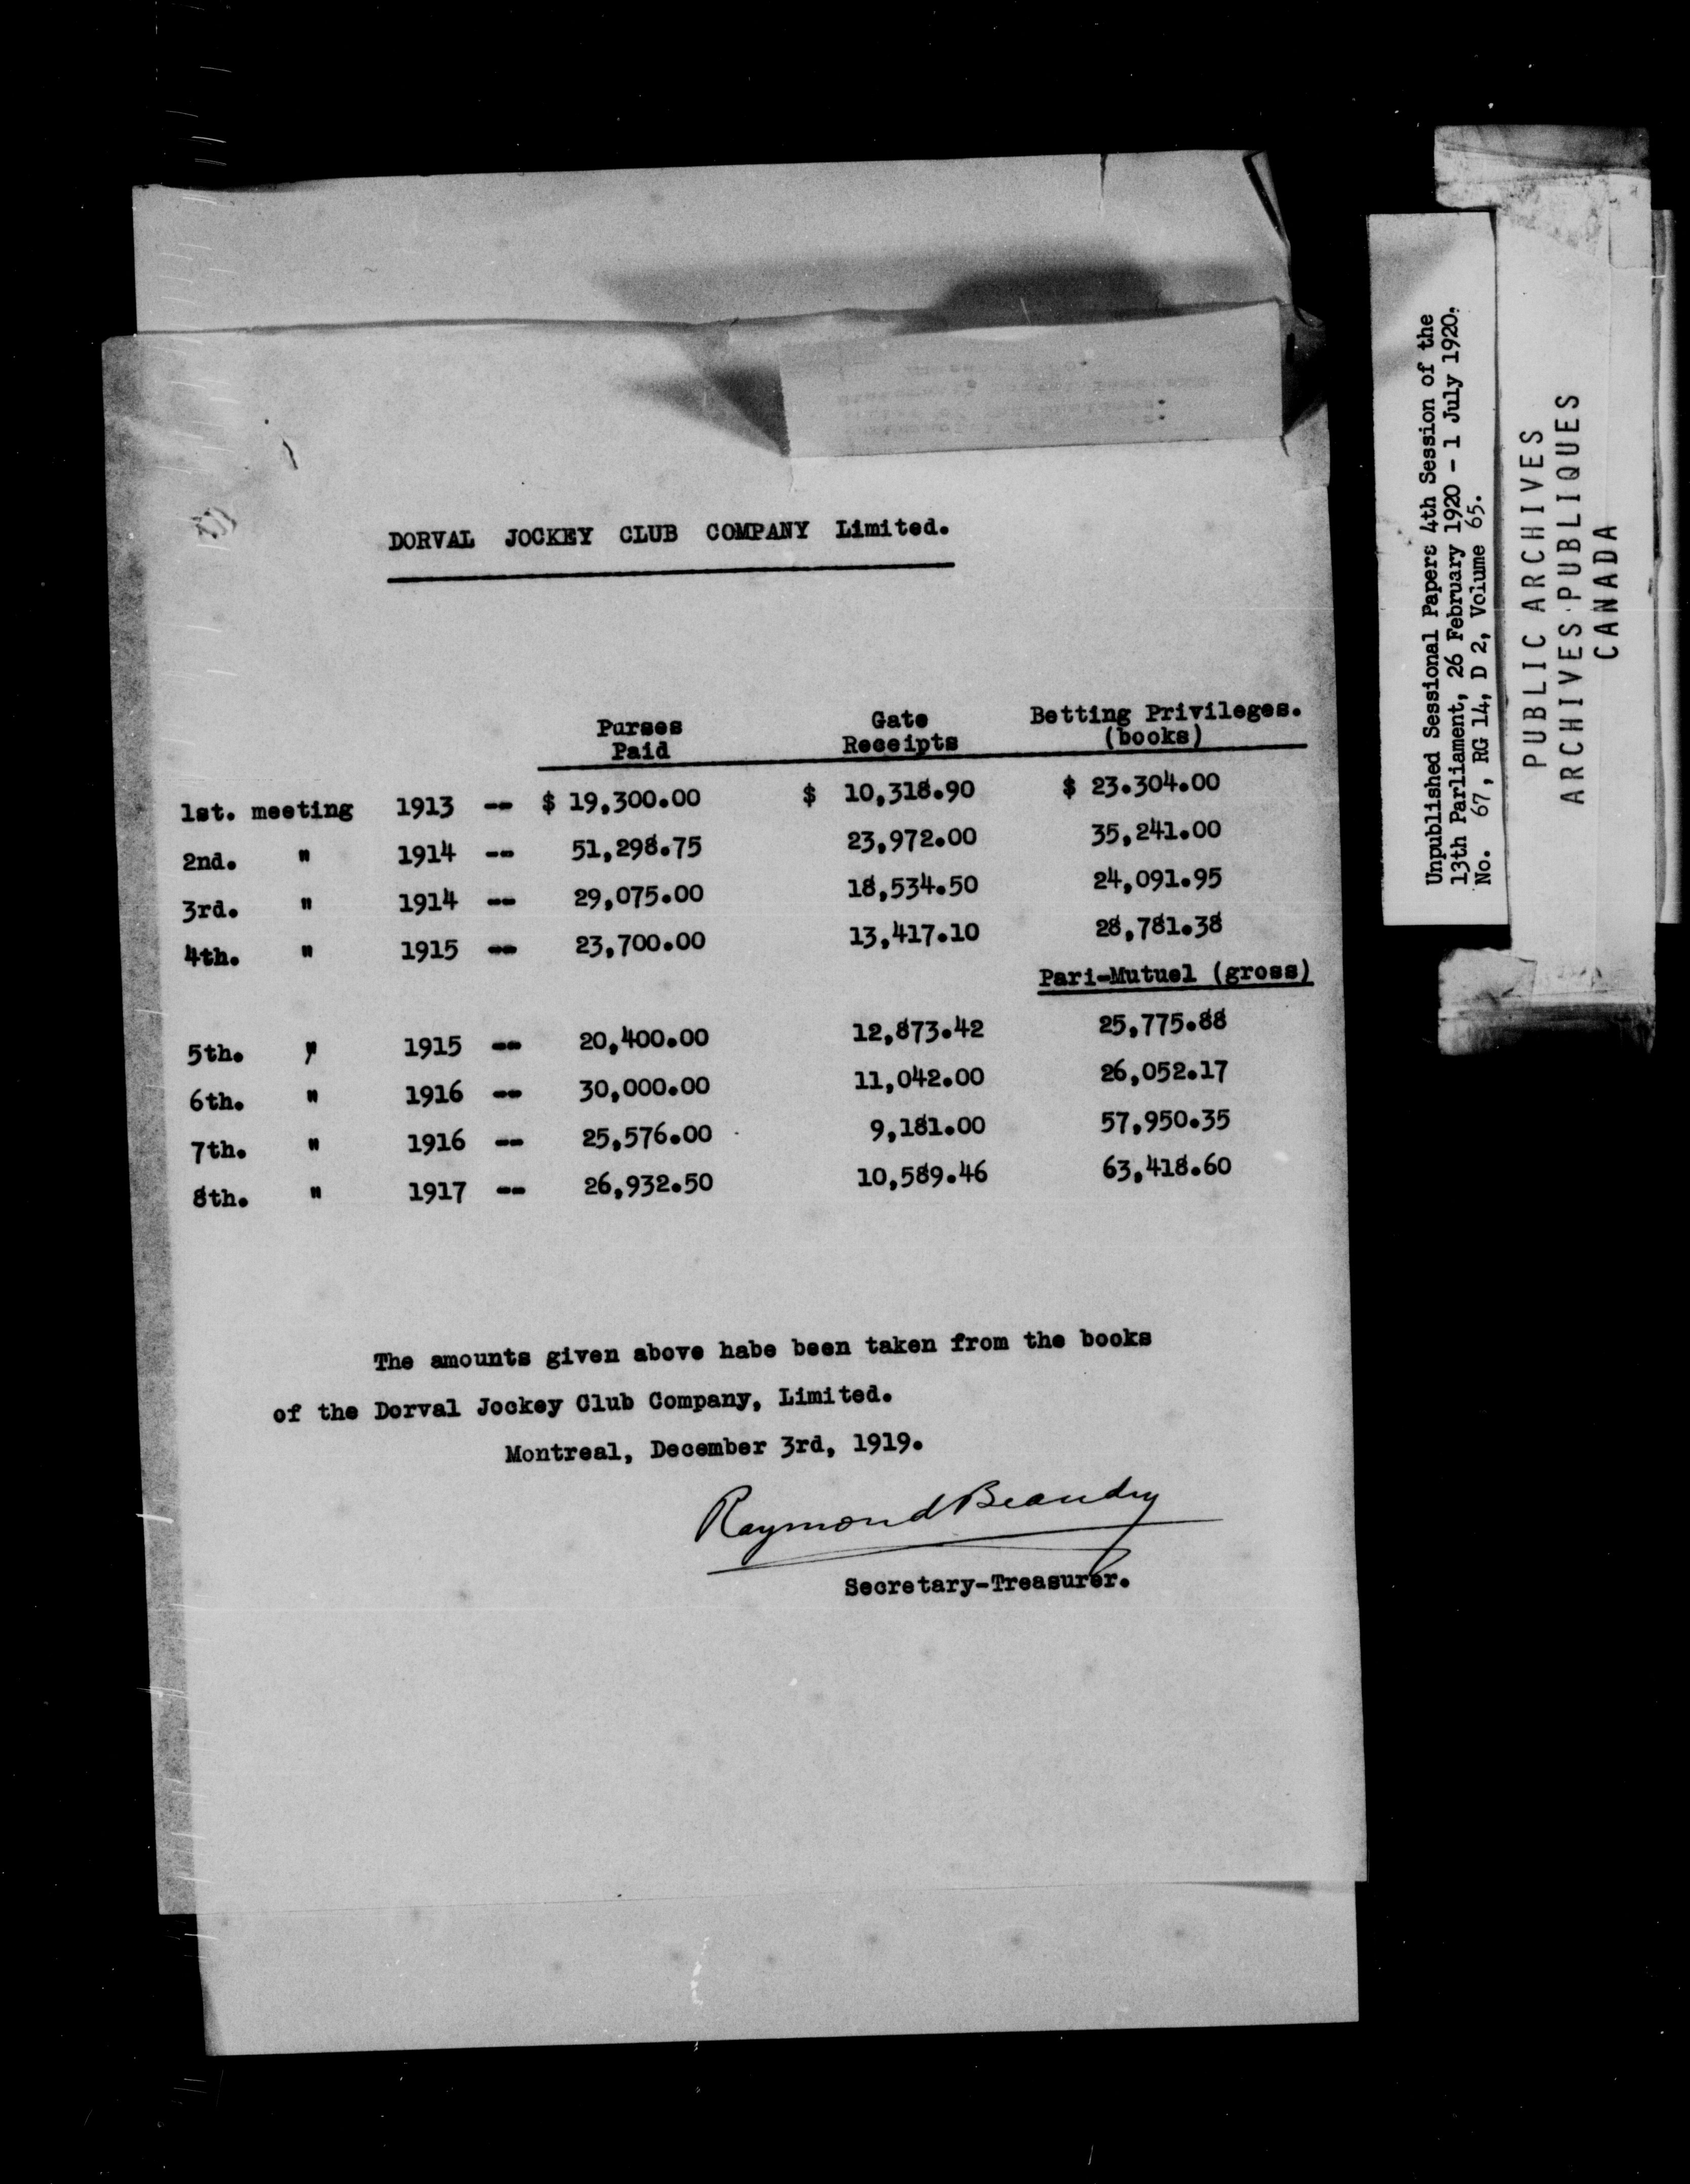 DORVAL JOCKEY CLUB COMPANY Limited.
Purses Paid Gate Receipts Betting Privileges. (books)
1st. meeting 1913 -- $ 19,300.00 $ 10,318.90 $ 23.304.00
2nd. " 1914 -- 51,298.75 23,972.00 35,241.00
3rd. " 1914 -- 29,075.00 18,534.50 24,091.95
4th. " 1915 -- 23,700.00 13,417.10 28,781.38
Pari-Mutuel (gross)
5th. " 1915 -- 20,400.00 12,873.42 25,775.88
6th. " 1916 -- 30,000.00 11,042.00 26,052.17
7th. " 1916 -- 25,576.00 9,181.00 57,950.35
8th. " 1917 -- 26,932.50 10,589.46 63,418.60
The amounts given above habe been taken from the books
of the Dorval Jockey Club Company, Limited.
Montreal, December 3rd, 1919.
Raymond Beaudry
Secretary-Treasurer.
Unpublished Sessional Papers 4th Session of the
13th Parliament, 26 February 1920 - 1 July 1920.
No. 67, RG 14, D 2, Volume 65.
PUBLIC ARCHIVES
ARCHIVES PUBLIQUES
CANADA